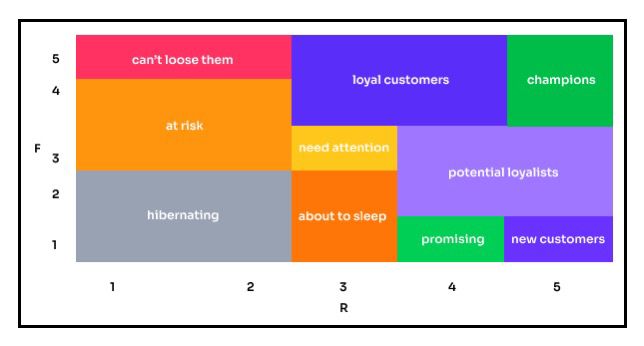 5
can't loose them
loyal customers
champions
4
at risk
F
need attention
3
potential loyalists
2
hibernating
about to sleep
promising
new customers
1
1 2 3 4 5
R